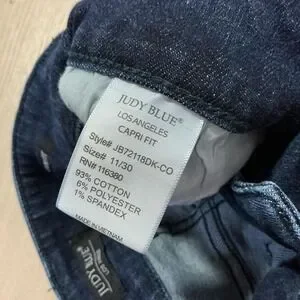 JUDY BLUE®
LOS ANGELES
CAPRI FIT
Style# JB72118DK-CO
Size# 11/30
RN# 116380
93% COTTON
6% POLYESTER
1% SPANDEX
MADE IN VIETNAM
JUDY BLUE